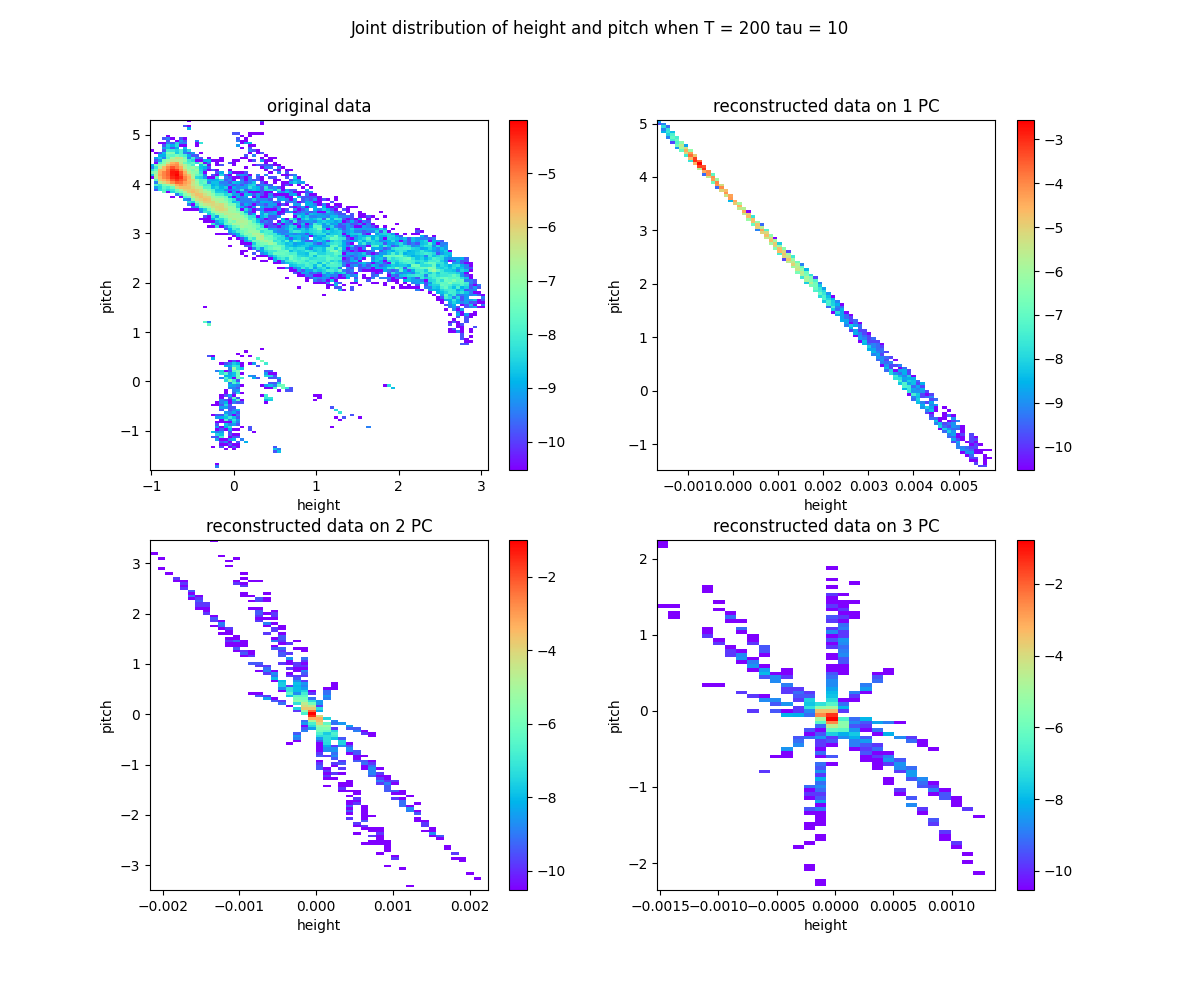 Joint distribution of height and pitch when T = 200 tau = 10
original data
5
4
3
2
1
0
−1
pitch
−1 0 1 2 3
height
−5
−6
−7
−8
−9
−10
reconstructed data on 1 PC
5
4
3
2
1
0
−1
pitch
−0.001 0.000 0.001 0.002 0.003 0.004 0.005
height
−3
−4
−5
−6
−7
−8
−9
−10
reconstructed data on 2 PC
3
2
1
0
−1
−2
−3
pitch
−0.002 −0.001 0.000 0.001 0.002
height
−2
−4
−6
−8
−10
reconstructed data on 3 PC
2
1
0
−1
−2
pitch
−0.0015 −0.0010 −0.0005 0.0000 0.0005 0.0010
height
−2
−4
−6
−8
−10